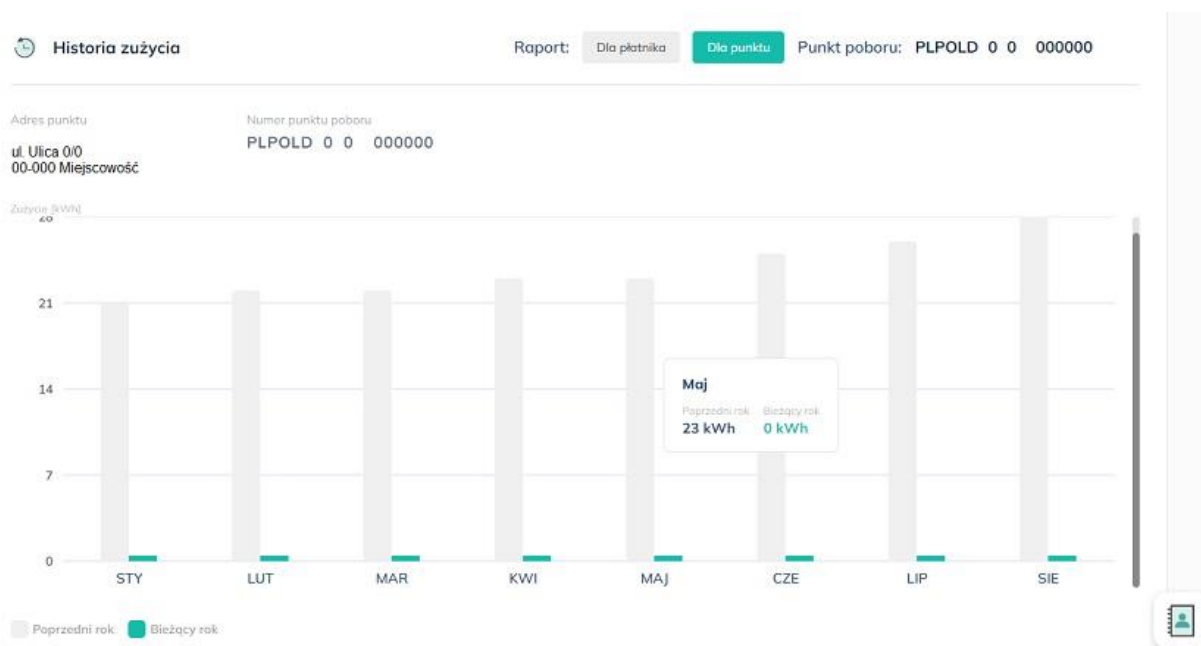 Historia zużycia
Raport: Dla płatnika Dla punktu Punkt poboru: PLPOLD 0 0 000000
Adres punktu
Numer punktu poboru
PLPOLD 0 0 000000
ul. Ulica 0/0
00-000 Miejscowość
Zużycie [kWh]
28
21
14
7
0
Maj
Poprzedni rok Bieżący rok
23 kWh 0 kWh
STY LUT MAR KWI MAJ CZE LIP SIE
Poprzedni rok Bieżący rok